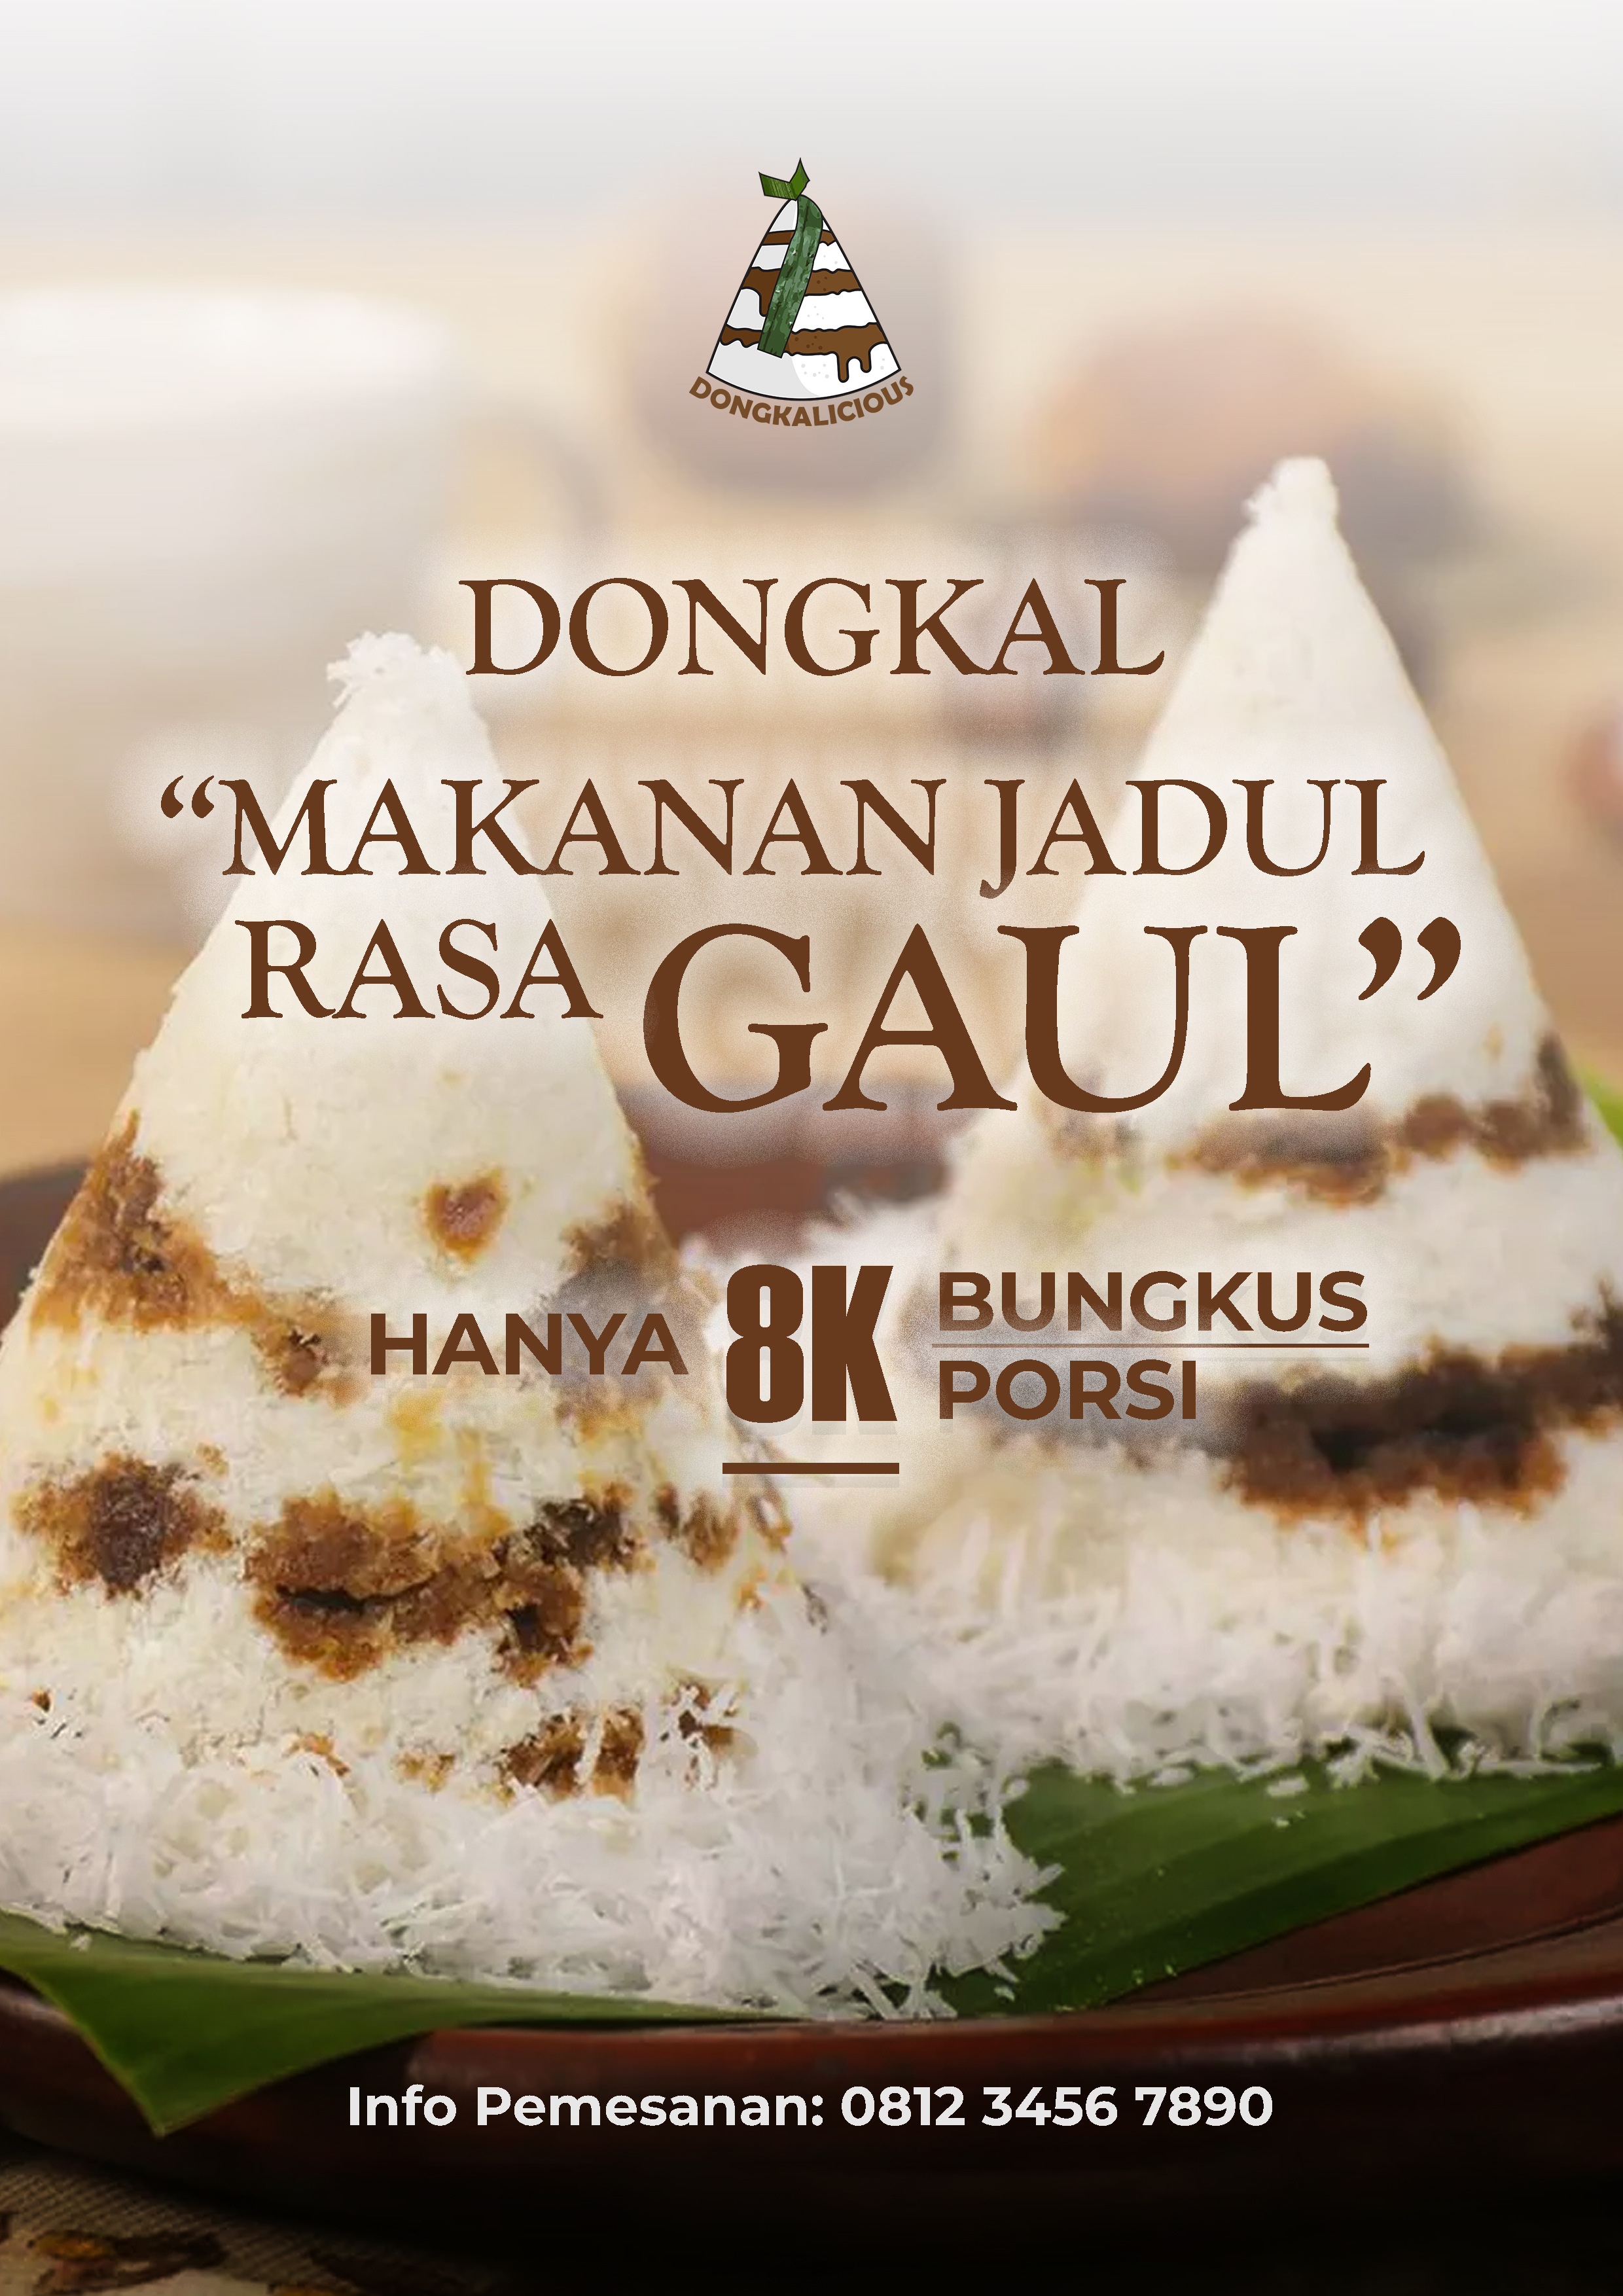 DONGKALICIOUS
DONGKAL
“MAKANAN JADUL
RASA GAUL”
HANYA 8K BUNGKUS
PORSI
Info Pemesanan: 0812 3456 7890